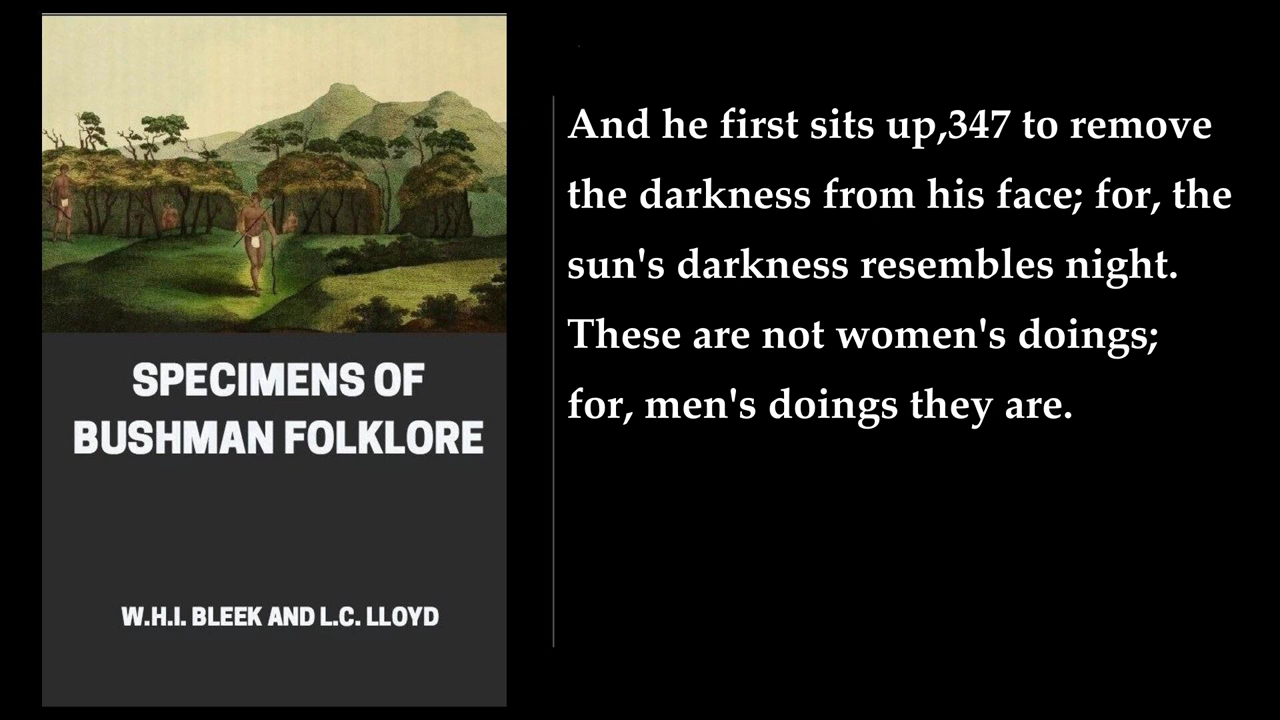 SPECIMENS OF
BUSHMAN FOLKLORE
W.H.I. BLEEK AND L.C. LLOYD
And he first sits up,347 to remove
the darkness from his face; for, the
sun's darkness resembles night.
These are not women's doings;
for, men's doings they are.